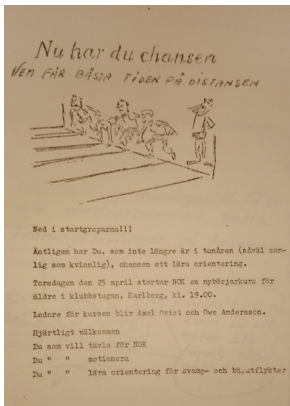 Nu har du chansen
VEM FÅR BÄSTA TIDEN PÅ DISTANSEN
Ned i startgroparna!!!
Äntligen har Du, som inte längre är i tonåren (såväl man-
lig som kvinnlig), chansen att lära orientering.
Torsdagen den 25 april startar NOK en nybörjarkurs för
äldre i klubbstugan, Karlberg, kl. 19.00.
Ledare för kursen blir Axel Qvist och Owe Andersson.
Hjärtligt välkommen
Du som vill tävla för NOK
Du " " motionera
Du " " lära orientering för svamp- och bärutflykter